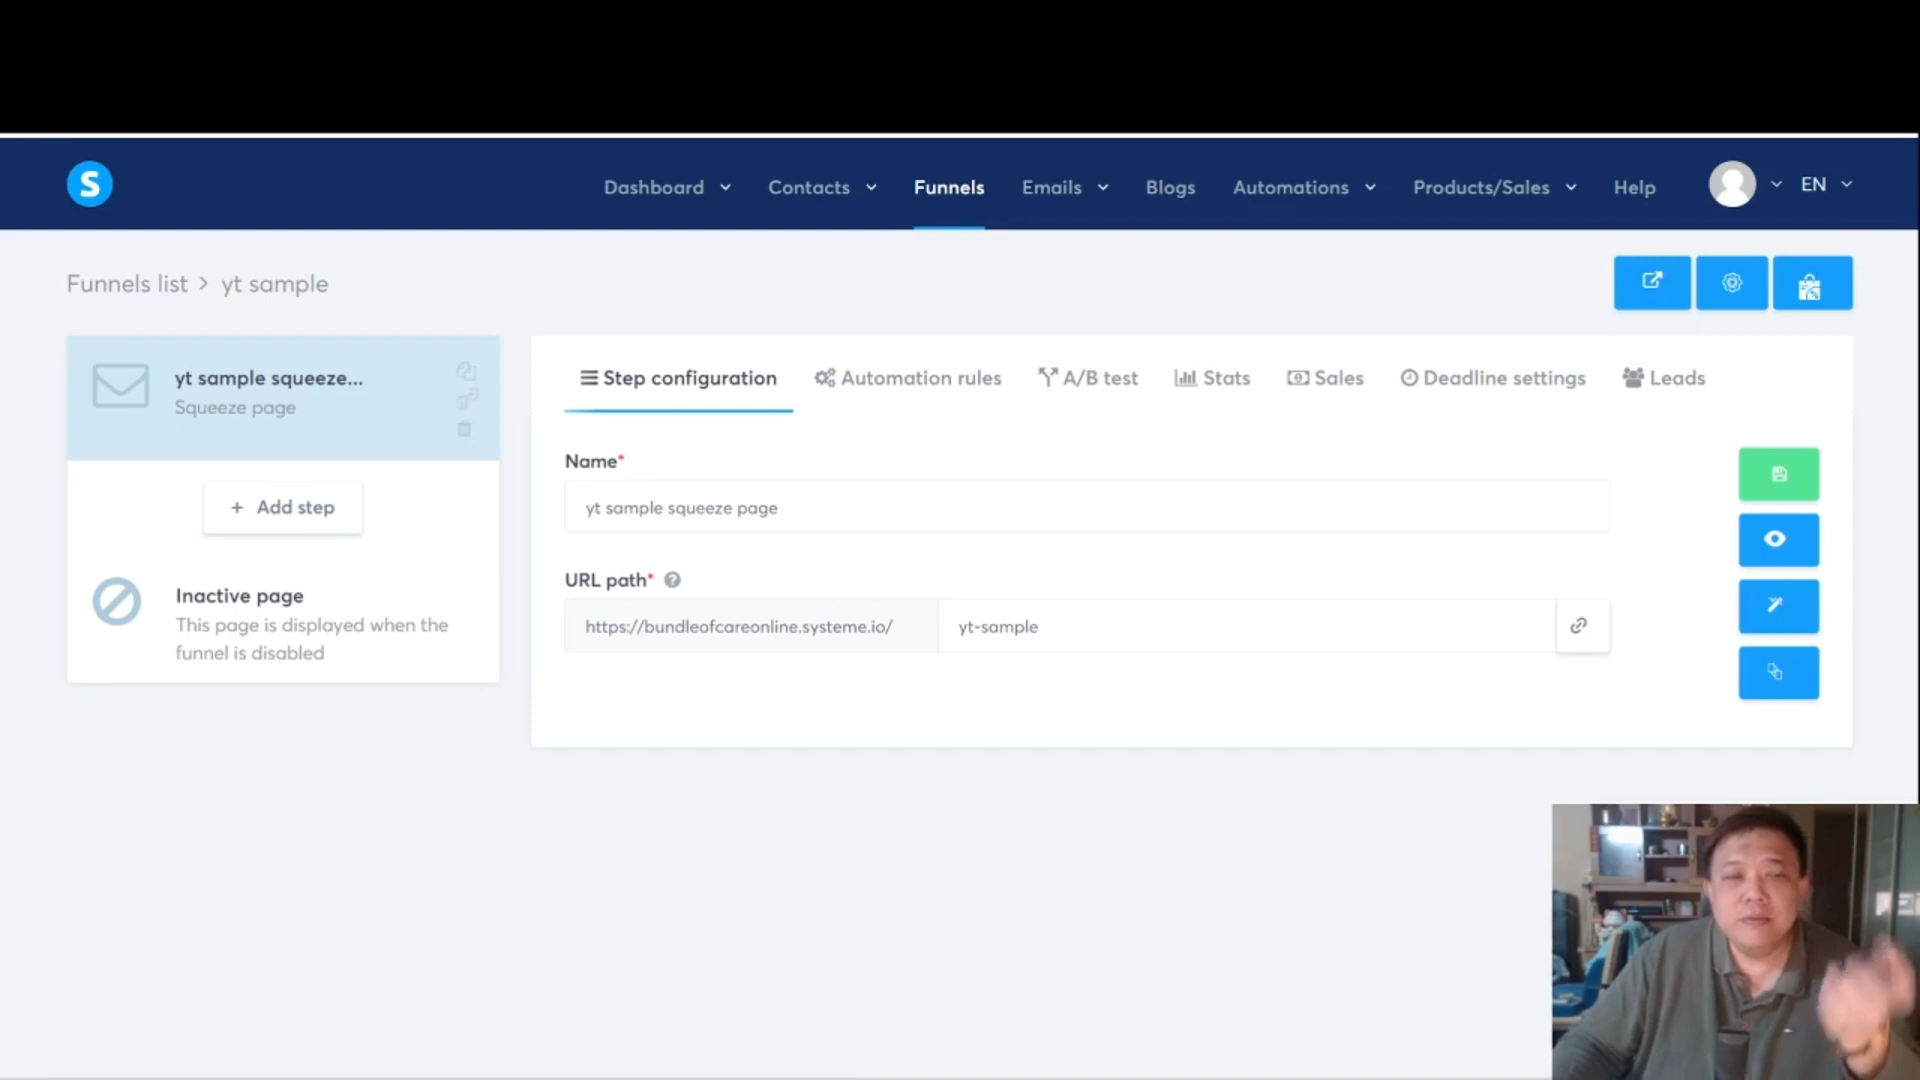 S
Dashboard
Contacts
Funnels
Emails
Blogs
Automations
Products/Sales
Help
EN
Funnels list > yt sample
yt sample squeeze...
Squeeze page
+ Add step
Inactive page
This page is displayed when the
funnel is disabled
Step configuration
Automation rules
A/B test
Stats
Sales
Deadline settings
Leads
Name*
yt sample squeeze page
URL path* ?
https://bundleofcareonline.systeme.io/
yt-sample